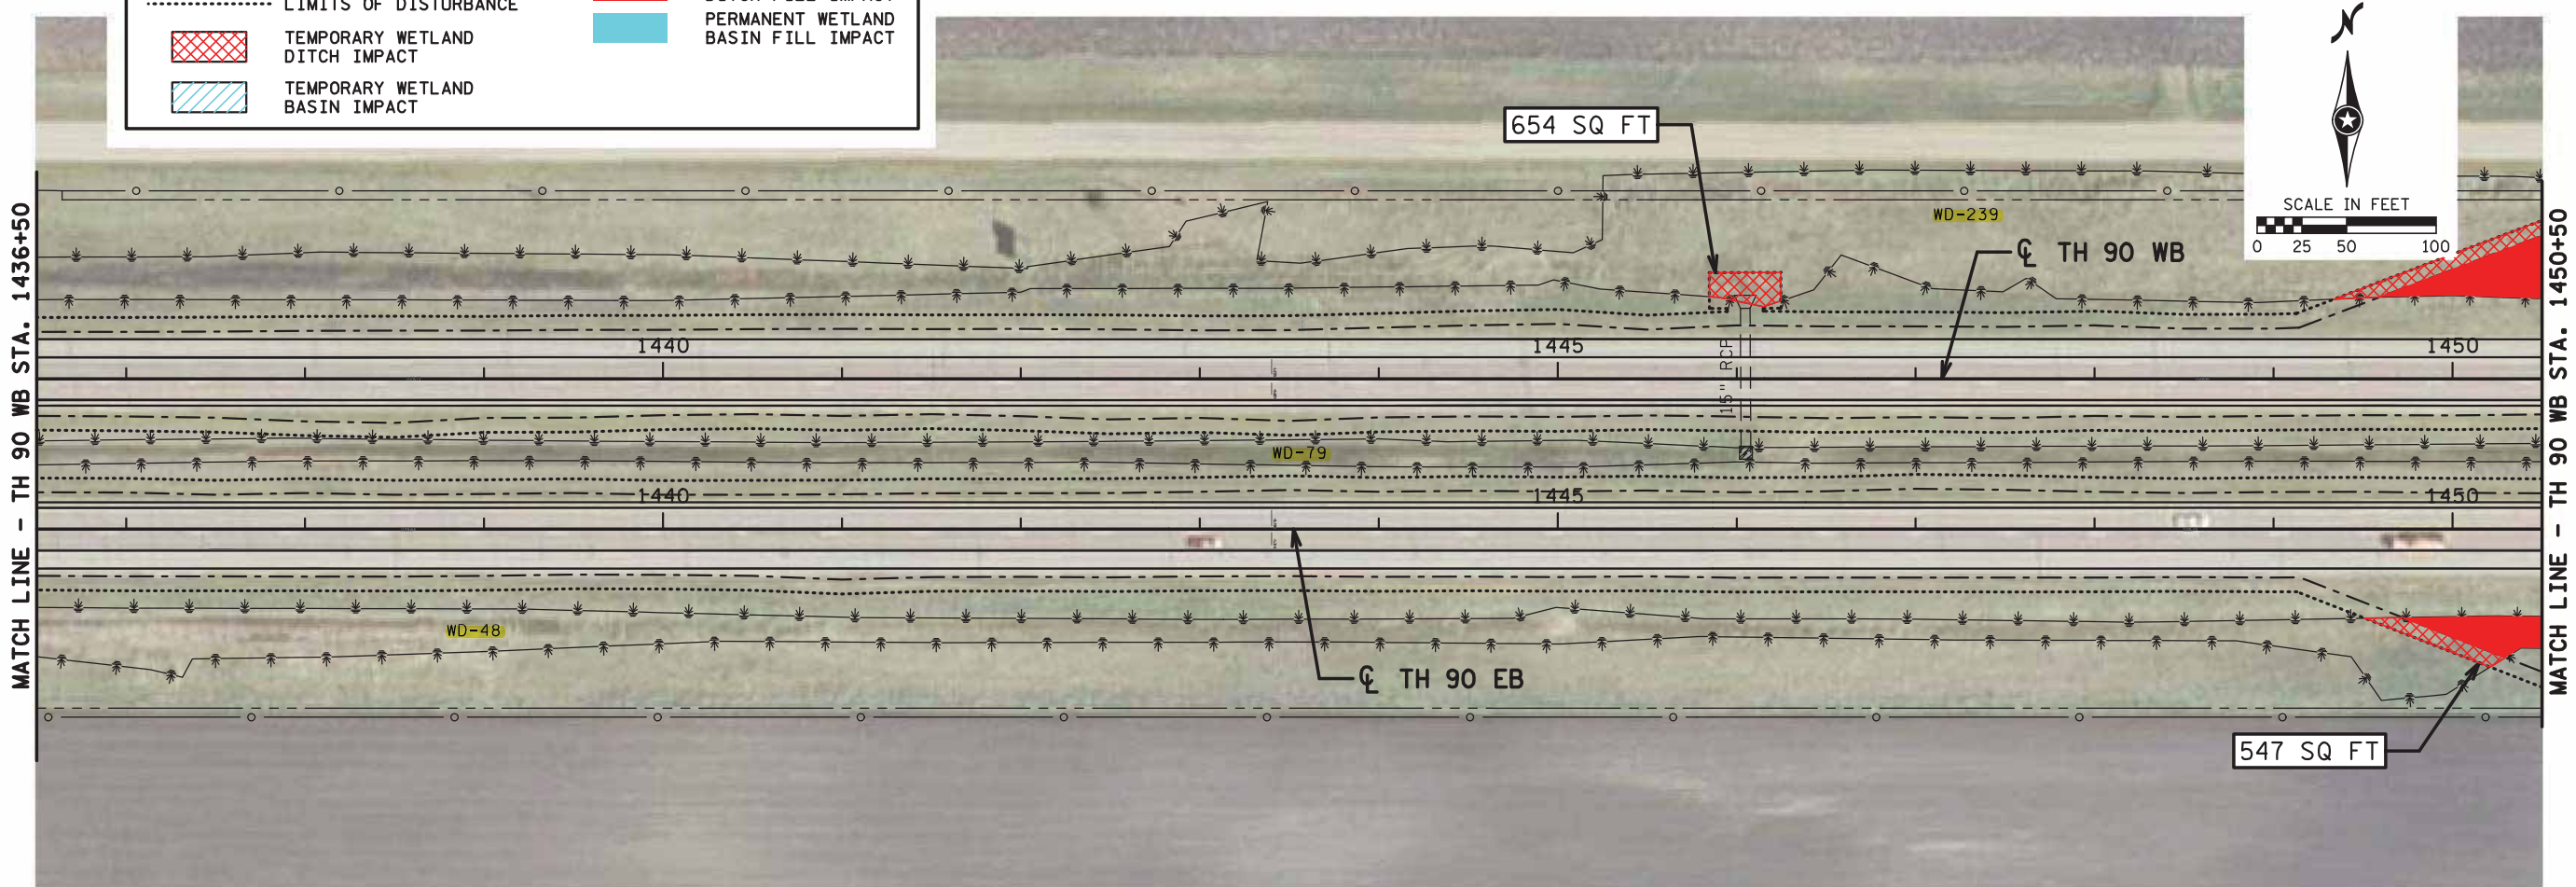 LIMITS OF DISTURBANCE
TEMPORARY WETLAND
DITCH IMPACT
TEMPORARY WETLAND
BASIN IMPACT
DITCH FILL IMPACT
PERMANENT WETLAND
BASIN FILL IMPACT
N
SCALE IN FEET
0 25 50 100
654 SQ FT
WD-239
℄ TH 90 WB
MATCH LINE - TH 90 WB STA. 1436+50
MATCH LINE - TH 90 WB STA. 1450+50
1440
1445
1450
15" RCP
WD-79
1440
1445
1450
WD-48
℄ TH 90 EB
547 SQ FT